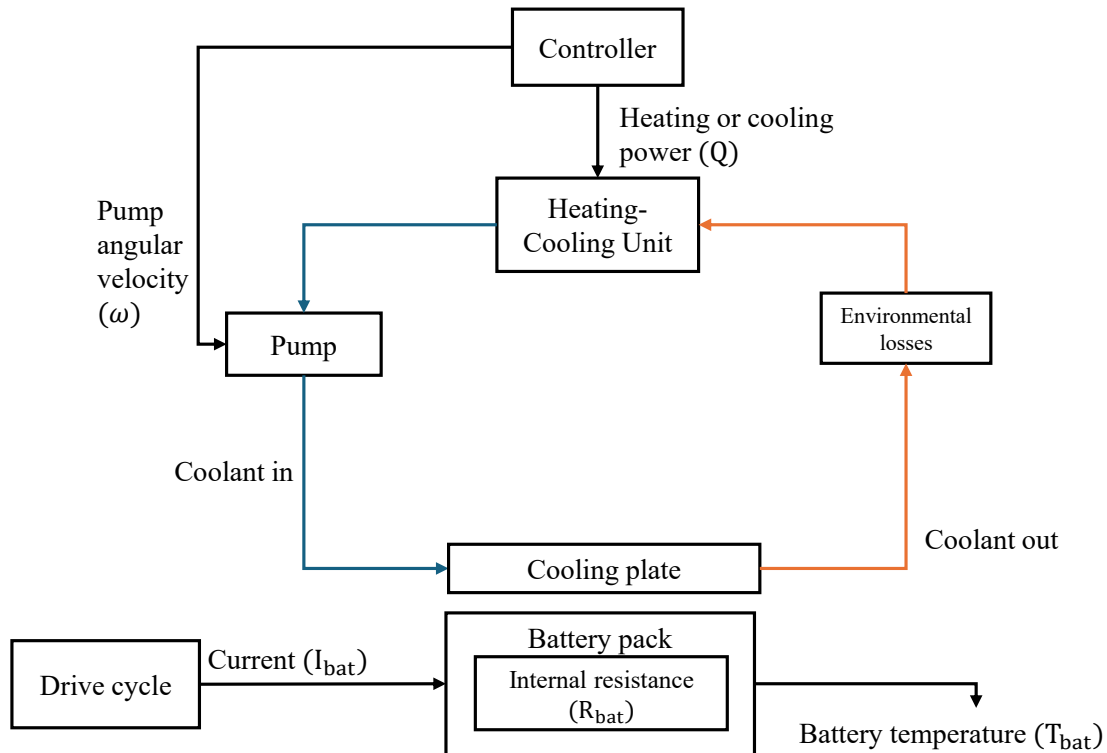 Controller
Heating or cooling
power (Q)
Pump
angular
velocity
(ω)
Heating-
Cooling Unit
Environmental
losses
Pump
Coolant in
Coolant out
Cooling plate
Battery pack
Drive cycle
Current (I_bat)
Internal resistance
(R_bat)
Battery temperature (T_bat)